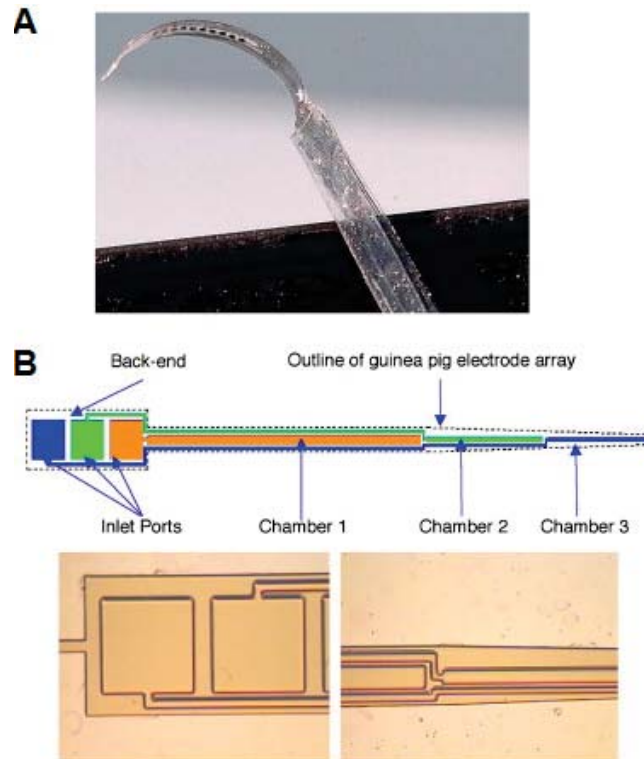 A
B
Back-end
Outline of guinea pig electrode array
Inlet Ports
Chamber 1
Chamber 2
Chamber 3